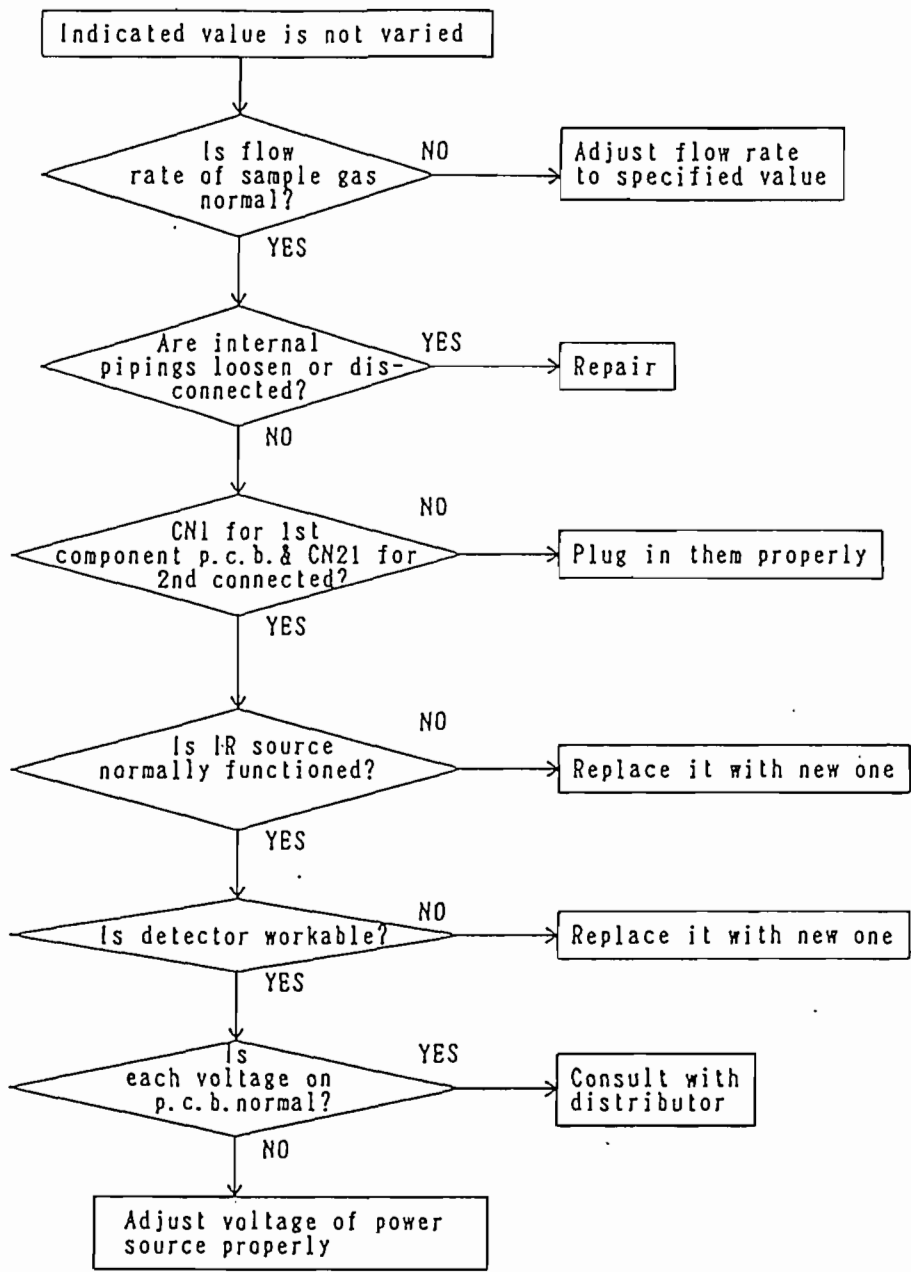 Indicated value is not varied
Is flow
rate of sample gas
normal?
NO
Adjust flow rate
to specified value
YES
Are internal
pipings loosen or dis-
connected?
YES
Repair
NO
CN1 for 1st
component p.c.b.& CN21 for
2nd connected?
NO
Plug in them properly
YES
Is IR source
normally functioned?
NO
Replace it with new one
YES
Is detector workable?
NO
Replace it with new one
YES
Is
each voltage on
p.c.b.normal?
YES
Consult with
distributor
NO
Adjust voltage of power
source properly